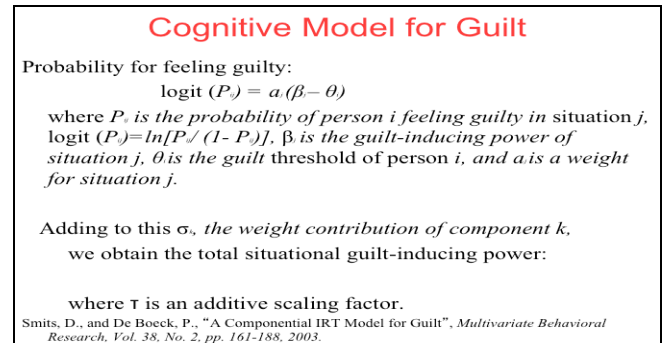 Cognitive Model for Guilt
Probability for feeling guilty:
logit (Pᵢⱼ) = aⱼ(βⱼ– θᵢ)
where Pᵢⱼ is the probability of person i feeling guilty in situation j,
logit (Pᵢⱼ)=ln[Pᵢⱼ/ (1- Pᵢⱼ)], βⱼ is the guilt-inducing power of
situation j, θᵢ is the guilt threshold of person i, and aⱼ is a weight
for situation j.
Adding to this σₖ, the weight contribution of component k,
we obtain the total situational guilt-inducing power:
where τ is an additive scaling factor.
Smits, D., and De Boeck, P., “A Componential IRT Model for Guilt”, Multivariate Behavioral
Research, Vol. 38, No. 2, pp. 161-188, 2003.